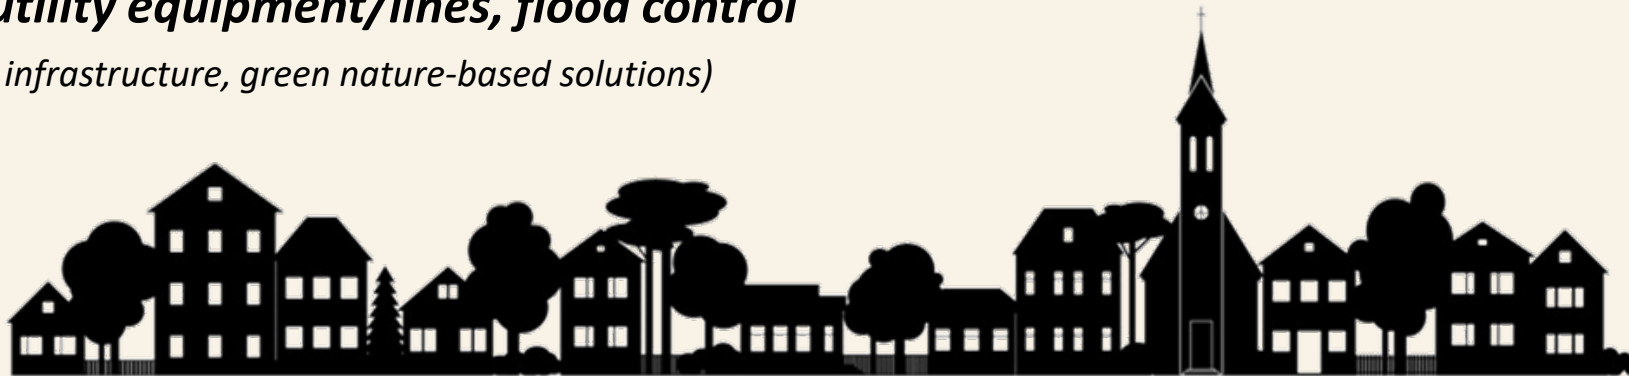 utility equipment/lines, flood control
infrastructure, green nature-based solutions)